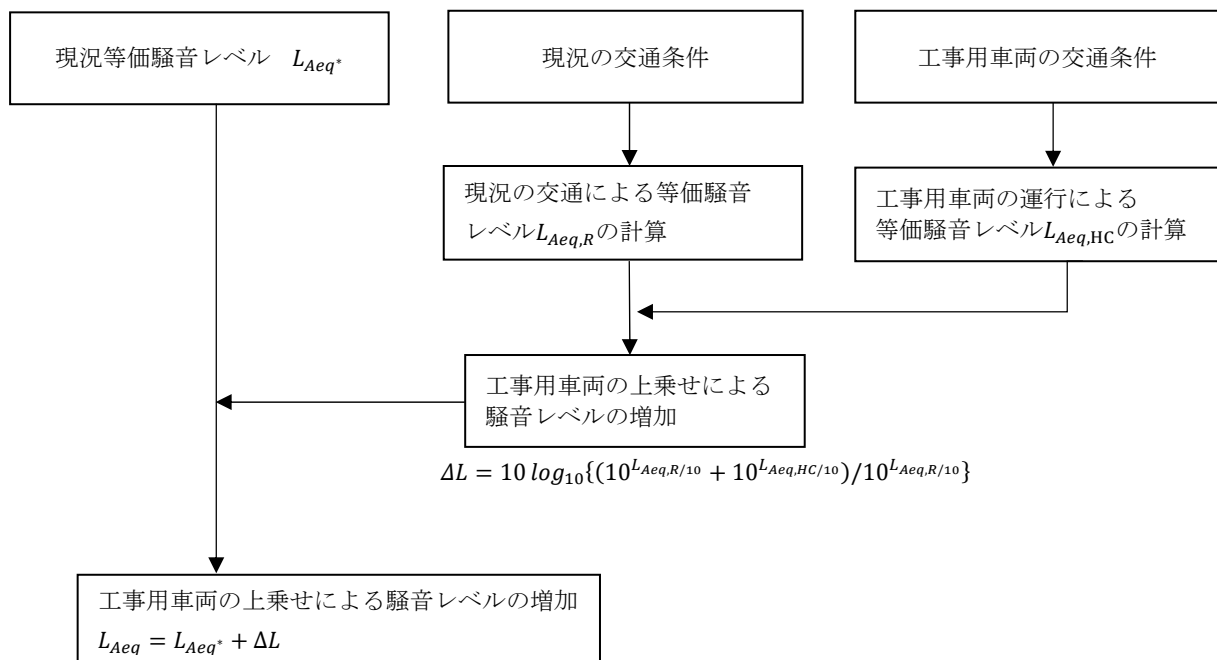 現況等価騒音レベル L_{Aeq*}
現況の交通条件
工事用車両の交通条件
現況の交通による等価騒音
レベルL_{Aeq,R}の計算
工事用車両の運行による
等価騒音レベルL_{Aeq,HC}の計算
工事用車両の上乗せによる
騒音レベルの増加
ΔL = 10 log_{10}{(10^{L_{Aeq,R/10}} + 10^{L_{Aeq,HC/10}})/10^{L_{Aeq,R/10}}}
工事用車両の上乗せによる騒音レベルの増加
L_{Aeq} = L_{Aeq*} + ΔL